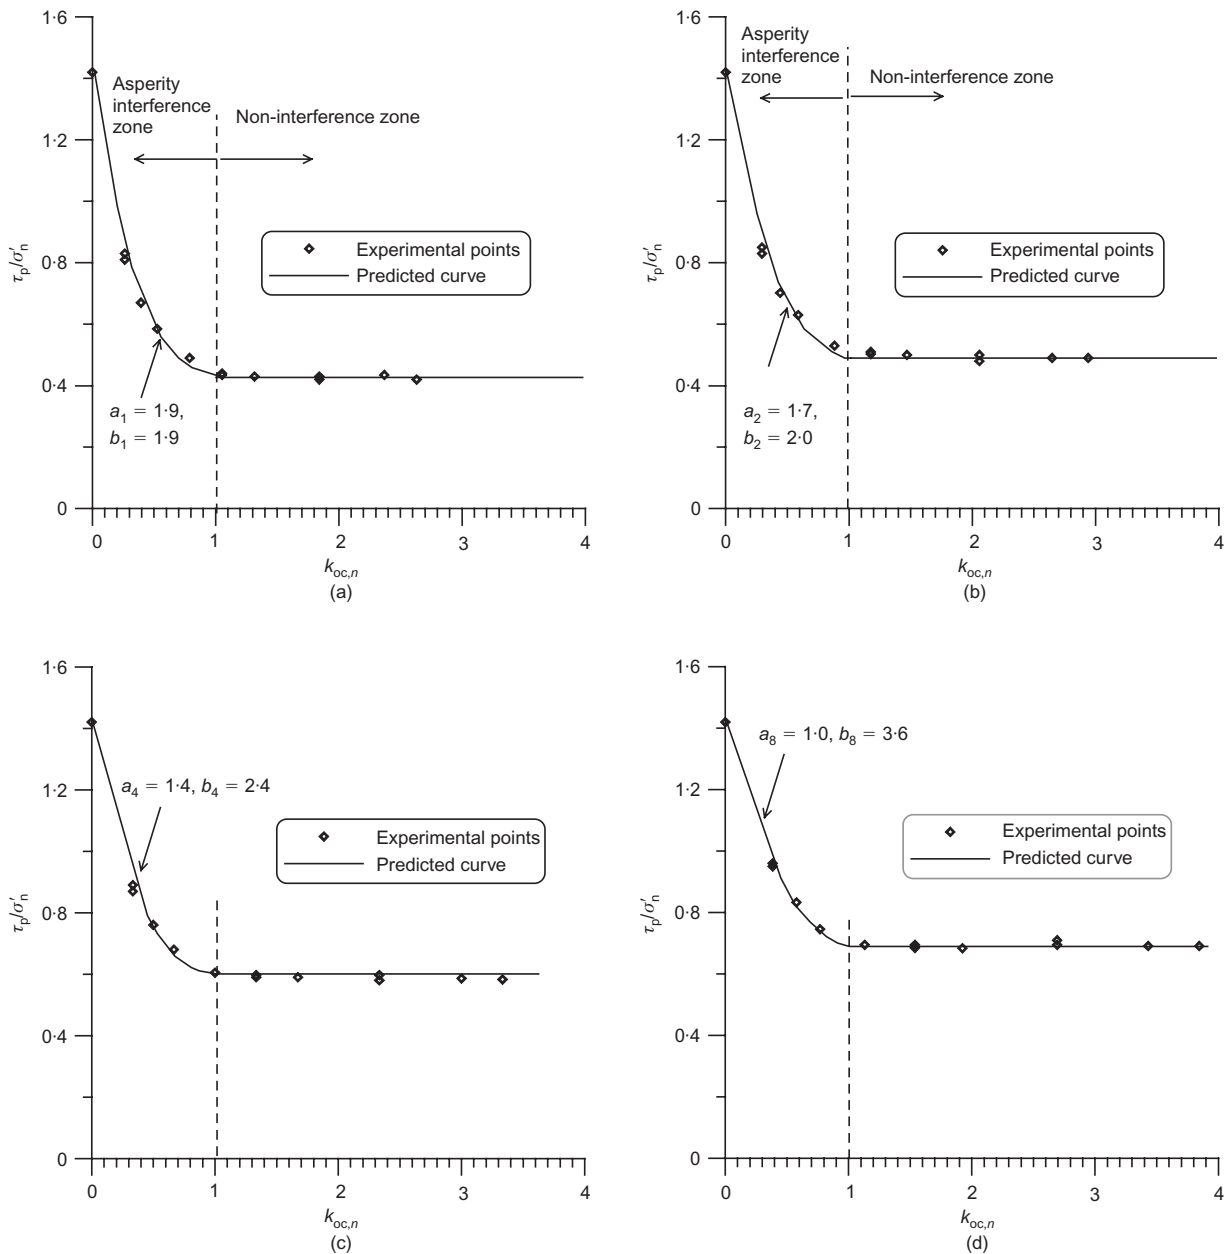 1·6
1·2
0·8
0·4
0
τp/σ′n
Asperity
interference
zone
Non-interference zone
Experimental points
Predicted curve
a1 = 1·9,
b1 = 1·9
0 1 2 3 4
koc,n
(a)
1·6
1·2
0·8
0·4
0
τp/σ′n
Asperity
interference
zone
Non-interference zone
Experimental points
Predicted curve
a2 = 1·7,
b2 = 2·0
0 1 2 3 4
koc,n
(b)
1·6
1·2
0·8
0·4
0
τp/σ′n
a4 = 1·4, b4 = 2·4
Experimental points
Predicted curve
0 1 2 3 4
koc,n
(c)
1·6
1·2
0·8
0·4
0
τp/σ′n
a8 = 1·0, b8 = 3·6
Experimental points
Predicted curve
0 1 2 3 4
koc,n
(d)